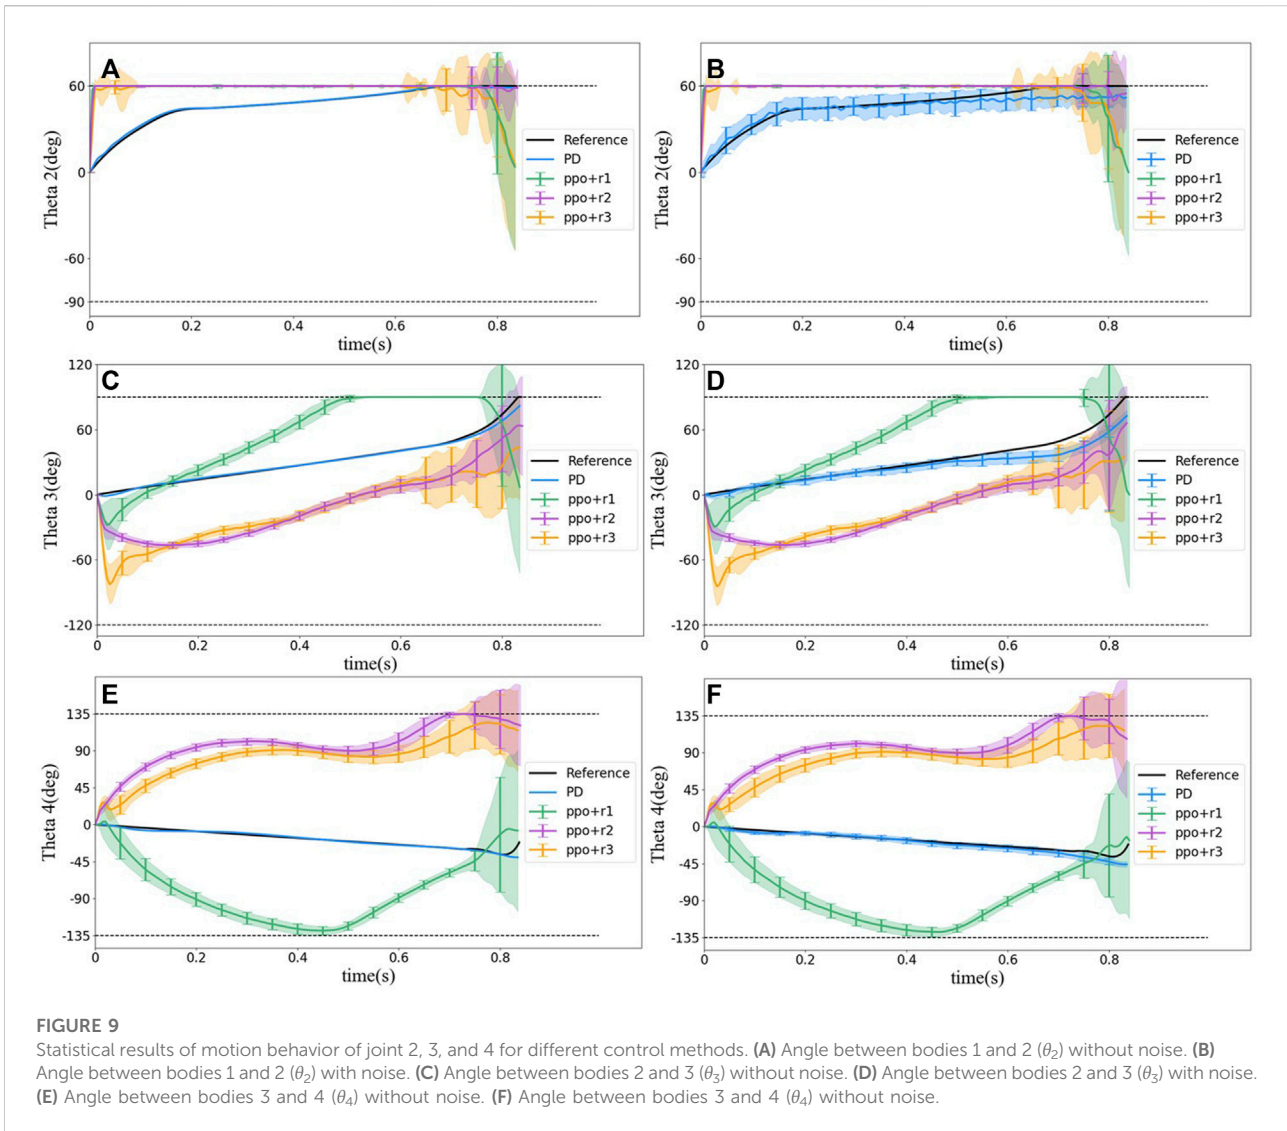 A
60
0
-60
-90
Theta 2(deg)
0 0.2 0.4 0.6 0.8
time(s)
Reference
PD
ppo+r1
ppo+r2
ppo+r3
B
60
0
-60
-90
Theta 2(deg)
0 0.2 0.4 0.6 0.8
time(s)
Reference
PD
ppo+r1
ppo+r2
ppo+r3
C
120
60
0
-60
-120
Theta 3(deg)
0 0.2 0.4 0.6 0.8
time(s)
Reference
PD
ppo+r1
ppo+r2
ppo+r3
D
120
60
0
-60
-120
Theta 3(deg)
0 0.2 0.4 0.6 0.8
time(s)
Reference
PD
ppo+r1
ppo+r2
ppo+r3
E
135
90
45
0
-45
-90
-135
Theta 4(deg)
0 0.2 0.4 0.6 0.8
time(s)
Reference
PD
ppo+r1
ppo+r2
ppo+r3
F
135
90
45
0
-45
-90
-135
Theta 4(deg)
0 0.2 0.4 0.6 0.8
time(s)
Reference
PD
ppo+r1
ppo+r2
ppo+r3
FIGURE 9
Statistical results of motion behavior of joint 2, 3, and 4 for different control methods. (A) Angle between bodies 1 and 2 (θ₂) without noise. (B)
Angle between bodies 1 and 2 (θ₂) with noise. (C) Angle between bodies 2 and 3 (θ₃) without noise. (D) Angle between bodies 2 and 3 (θ₃) with noise.
(E) Angle between bodies 3 and 4 (θ₄) without noise. (F) Angle between bodies 3 and 4 (θ₄) without noise.